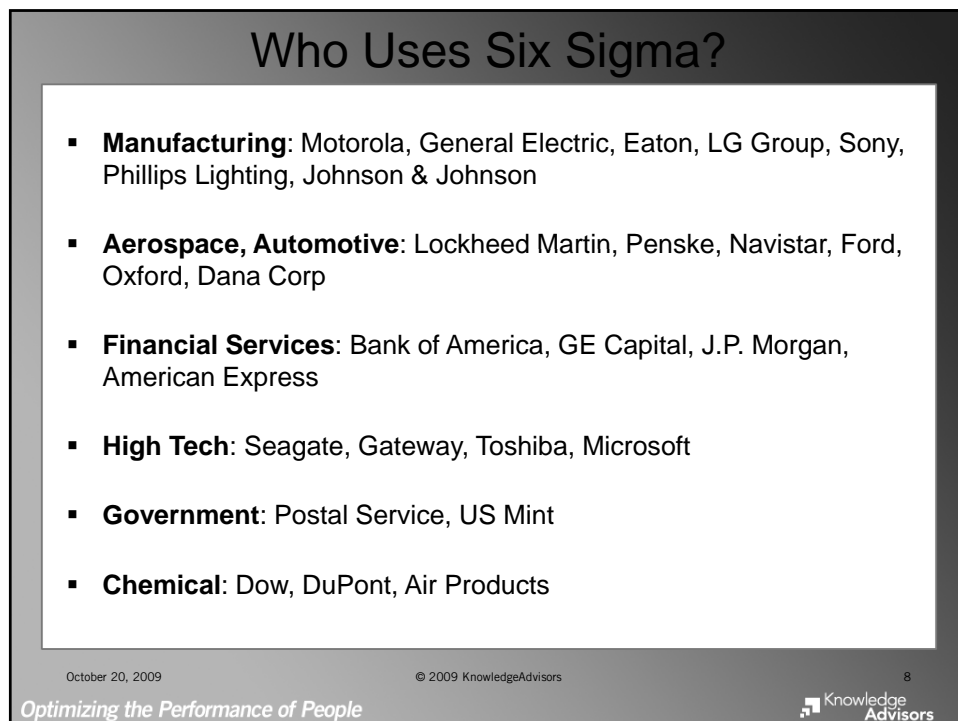 Who Uses Six Sigma?
▪ Manufacturing: Motorola, General Electric, Eaton, LG Group, Sony,
Phillips Lighting, Johnson & Johnson
▪ Aerospace, Automotive: Lockheed Martin, Penske, Navistar, Ford,
Oxford, Dana Corp
▪ Financial Services: Bank of America, GE Capital, J.P. Morgan,
American Express
▪ High Tech: Seagate, Gateway, Toshiba, Microsoft
▪ Government: Postal Service, US Mint
▪ Chemical: Dow, DuPont, Air Products
October 20, 2009 © 2009 KnowledgeAdvisors 8
Optimizing the Performance of People
Knowledge
Advisors